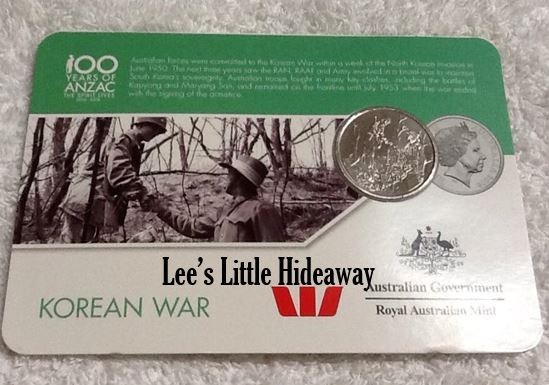 100
YEARS OF
ANZAC
THE SPIRIT LIVES
2014 - 2018
Australian Forces were committed to the Korean War within a week of the North Korean invasion in
June 1950. The next three years saw the RAN, RAAF and Army involved in a broad war to maintain
South Korea's sovereignty. Australian troops fought in many key clashes, including the battles of
Kapyong and Maryang San, and remained on the frontline until July 1953 when the war ended
with the signing of the armistice.
Lee's Little Hideaway
Australian Government
Royal Australian Mint
KOREAN WAR